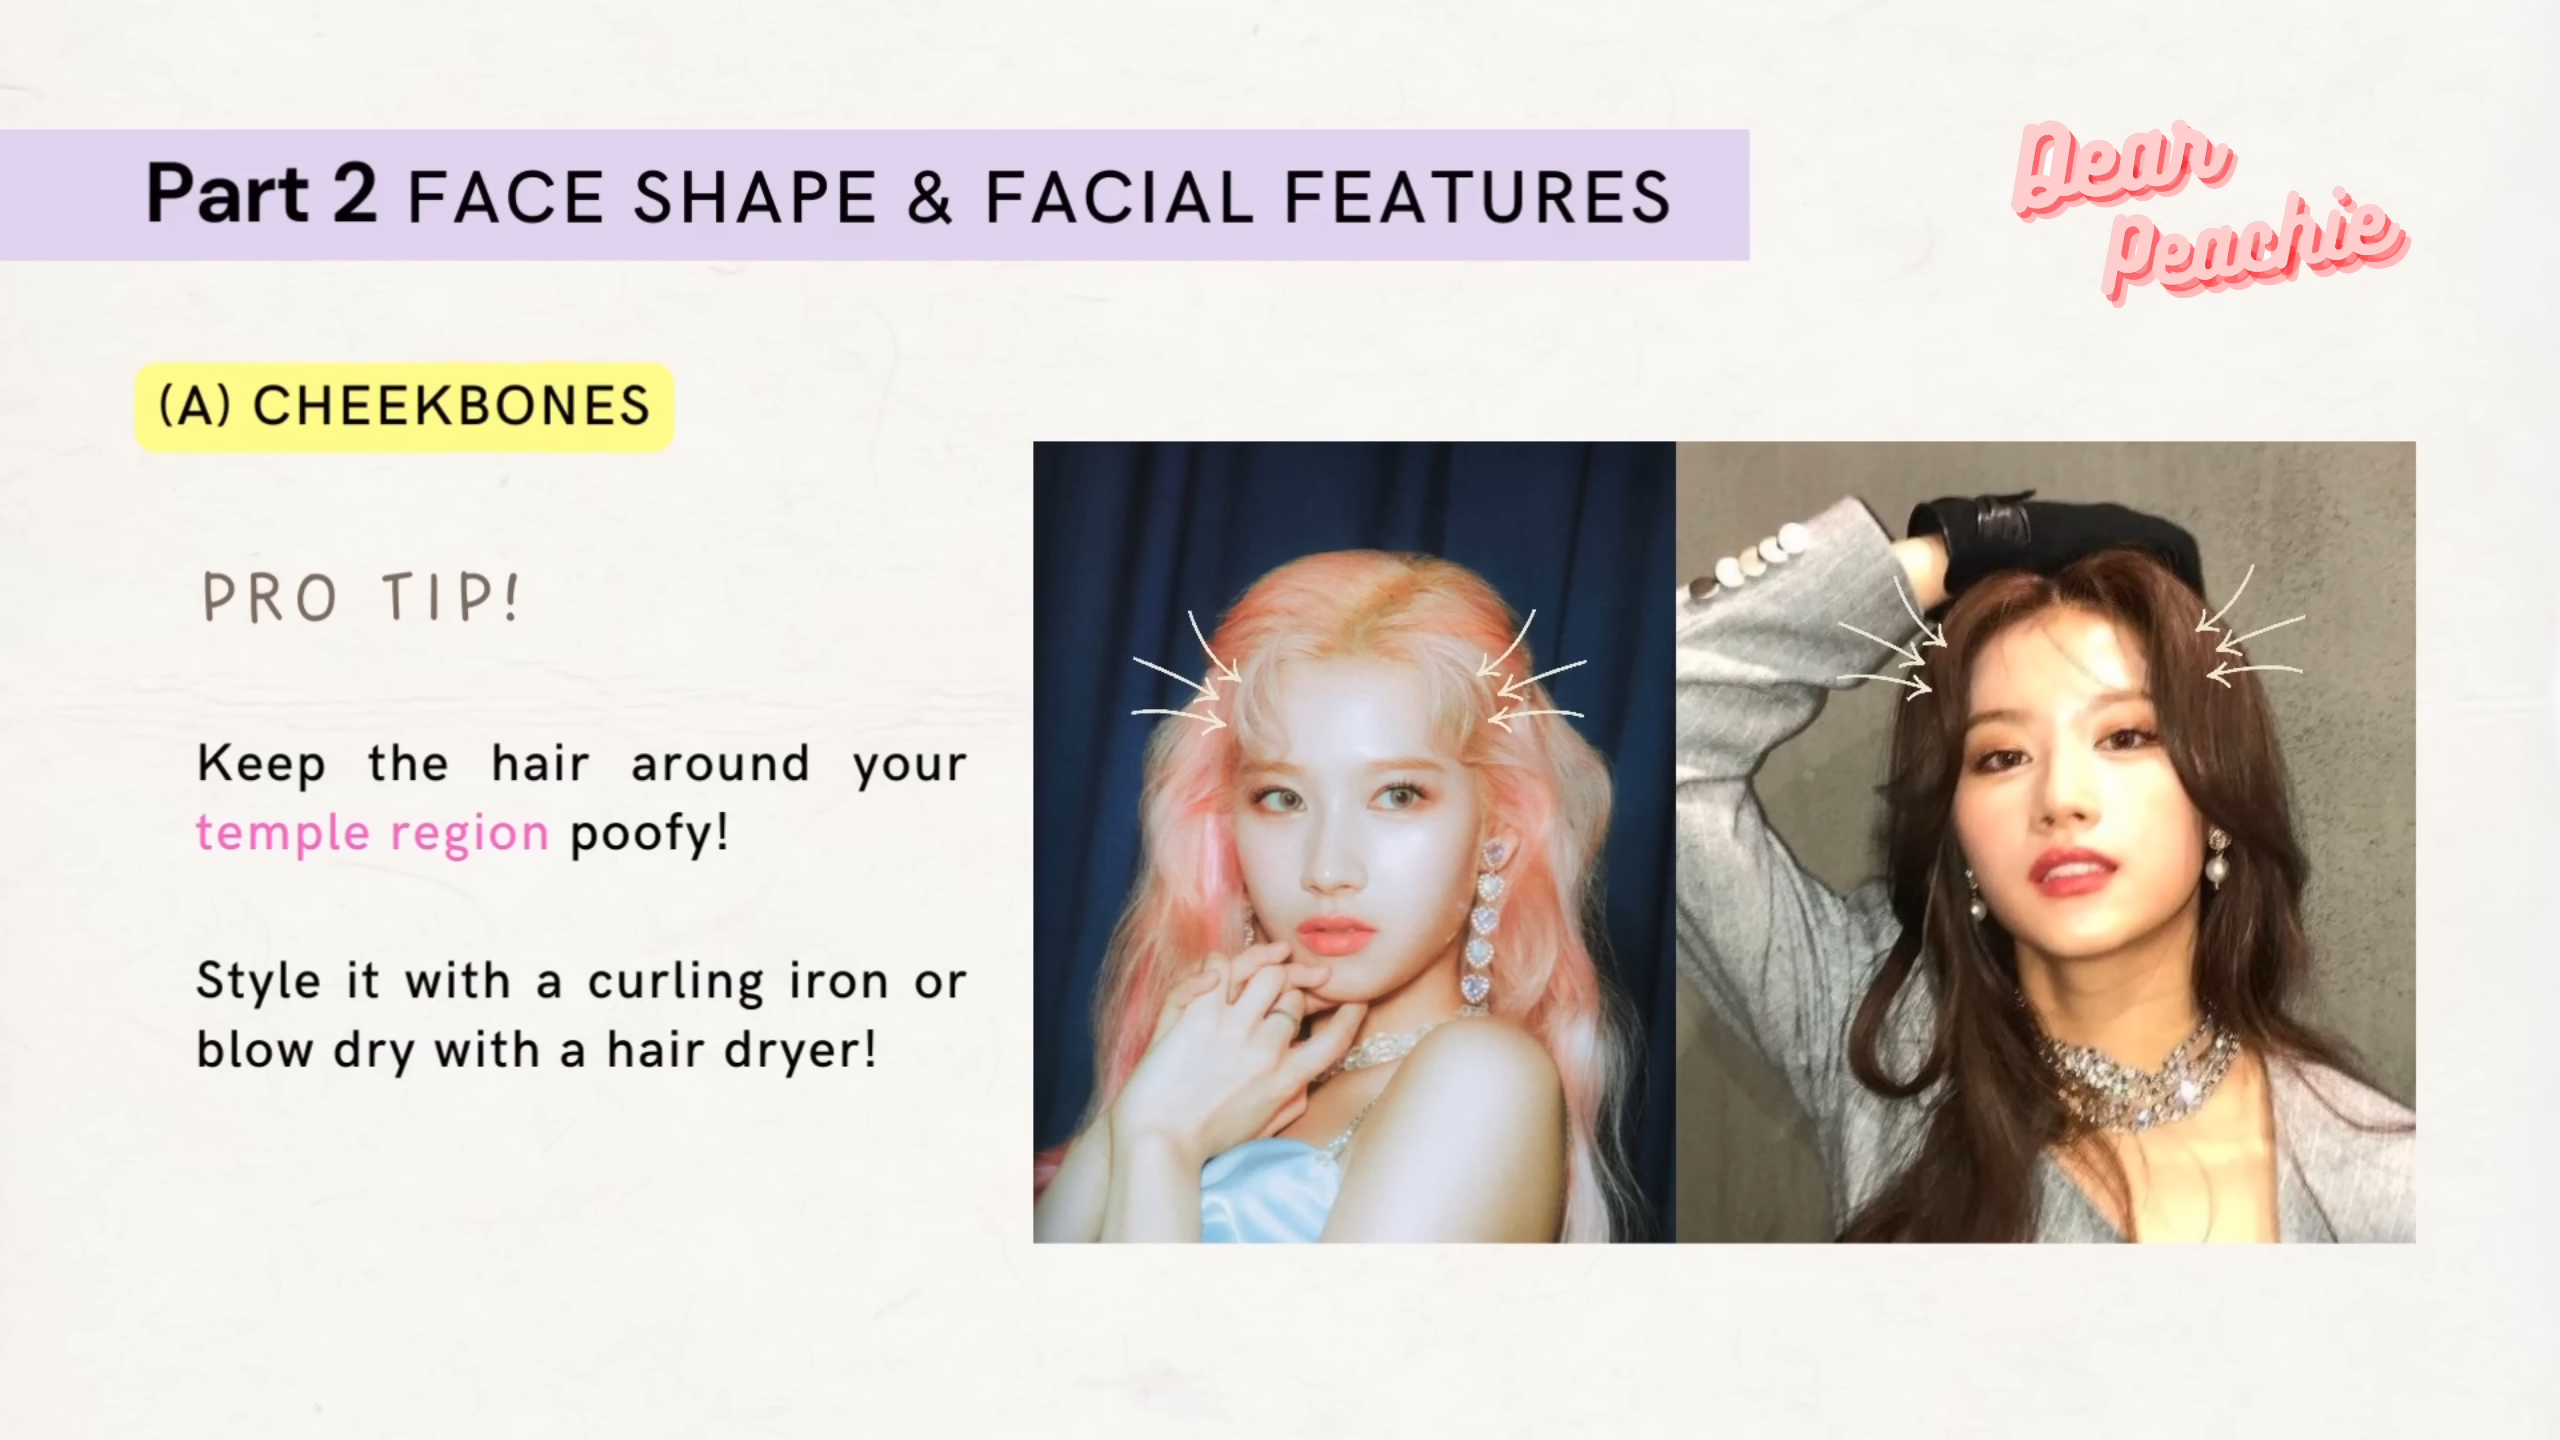 Part 2 FACE SHAPE & FACIAL FEATURES
Dear
Peachie
(A) CHEEKBONES
PRO TIP!
Keep the hair around your
temple region poofy!
Style it with a curling iron or
blow dry with a hair dryer!